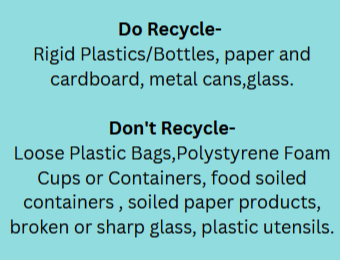 Do Recycle-
Rigid Plastics/Bottles, paper and
cardboard, metal cans,glass.
Don't Recycle-
Loose Plastic Bags,Polystyrene Foam
Cups or Containers, food soiled
containers , soiled paper products,
broken or sharp glass, plastic utensils.